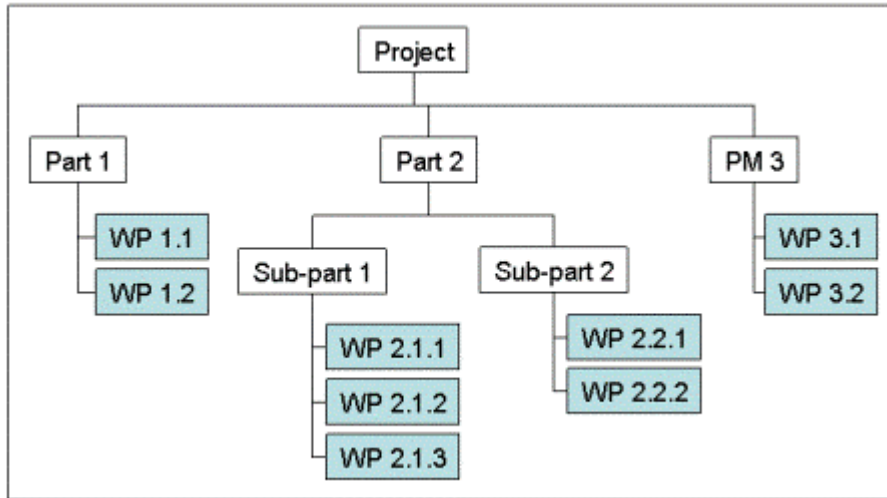 Project
Part 1
Part 2
PM 3
WP 1.1
WP 1.2
Sub-part 1
Sub-part 2
WP 3.1
WP 3.2
WP 2.1.1
WP 2.1.2
WP 2.1.3
WP 2.2.1
WP 2.2.2